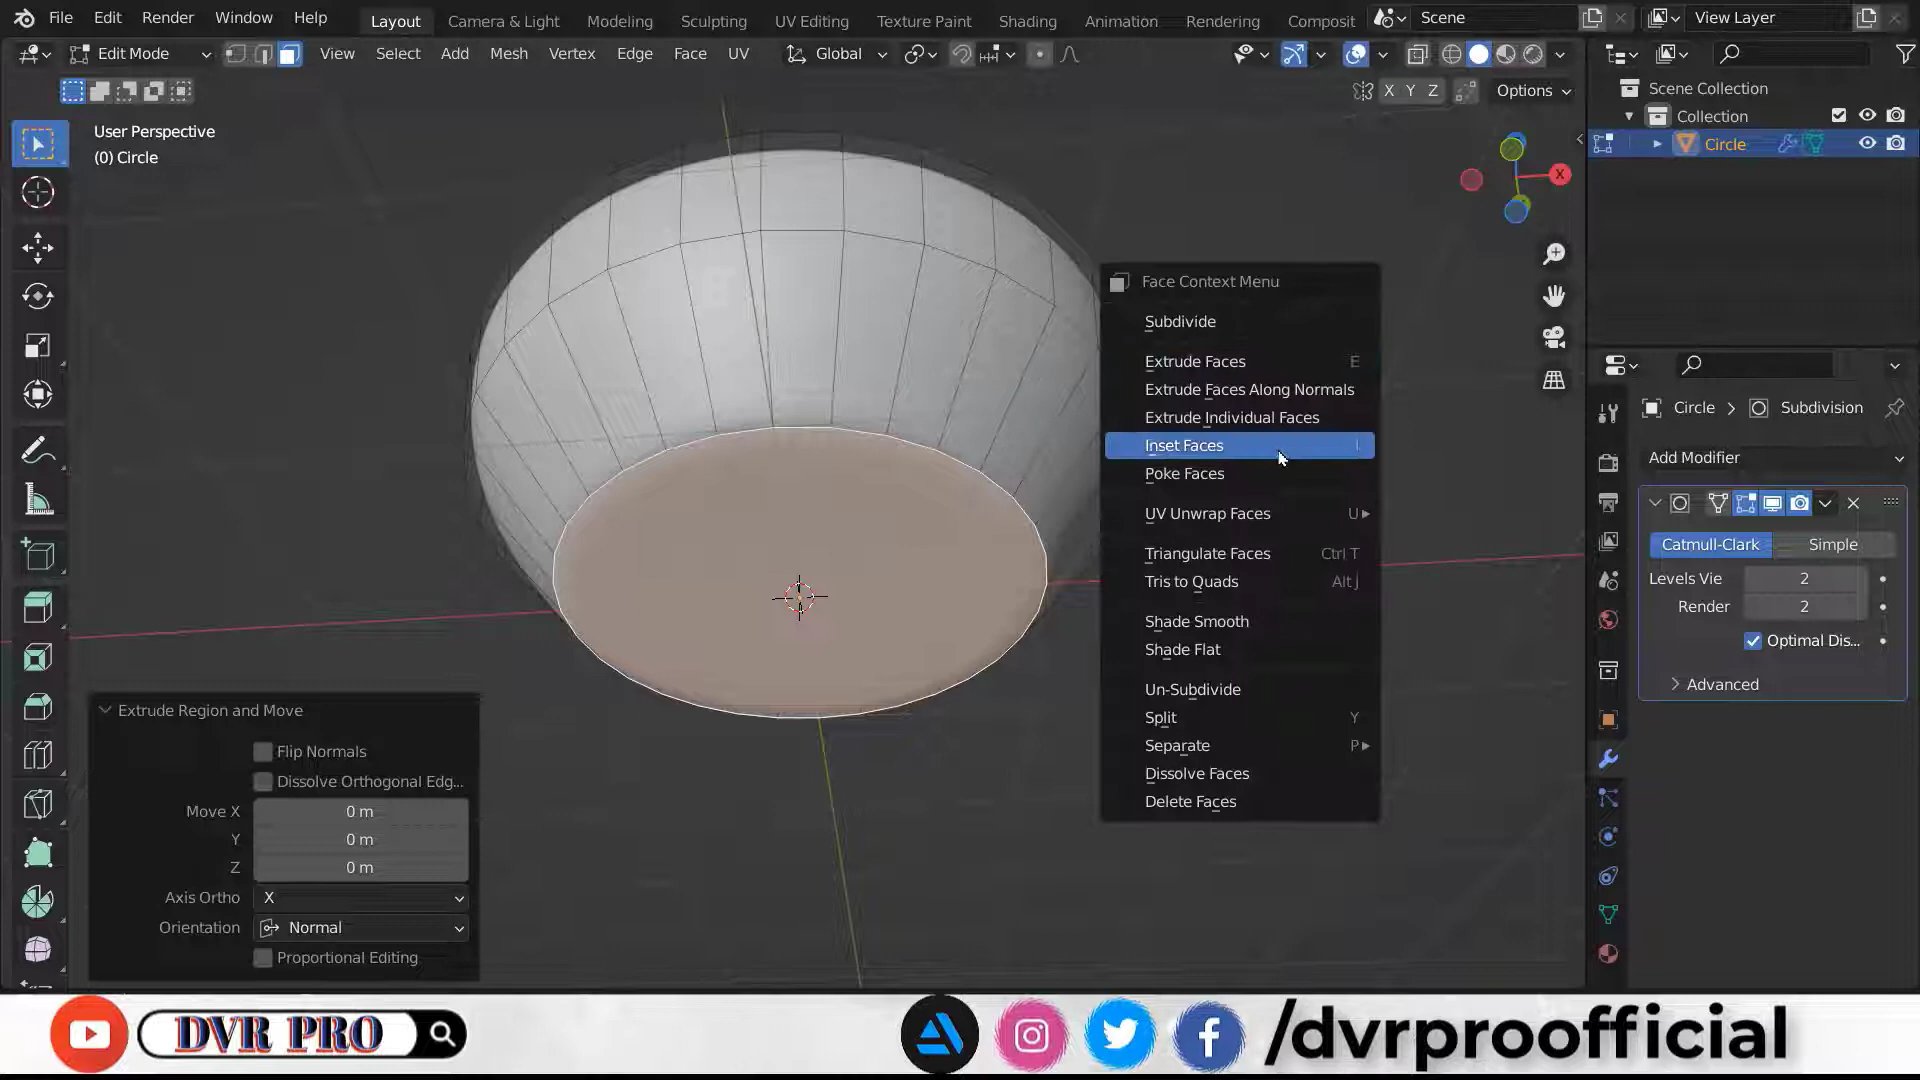 File Edit Render Window Help Layout Camera & Light Modeling Sculpting UV Editing Texture Paint Shading Animation Rendering Composit Scene View Layer
Edit Mode View Select Add Mesh Vertex Edge Face UV Global
X Y Z Options
User Perspective
(0) Circle
X
Scene Collection
Collection
Circle
Face Context Menu
Subdivide
Extrude Faces E
Extrude Faces Along Normals
Extrude Individual Faces
Inset Faces I
Poke Faces
UV Unwrap Faces U
Triangulate Faces Ctrl T
Tris to Quads Alt J
Shade Smooth
Shade Flat
Un-Subdivide
Split Y
Separate P
Dissolve Faces
Delete Faces
Circle Subdivision
Add Modifier
Catmull-Clark Simple
Levels Vie 2
Render 2
Optimal Dis...
Advanced
Extrude Region and Move
Flip Normals
Dissolve Orthogonal Edg...
Move X 0 m
Y 0 m
Z 0 m
Axis Ortho X
Orientation Normal
Proportional Editing
DVR PRO
/dvrproofficial